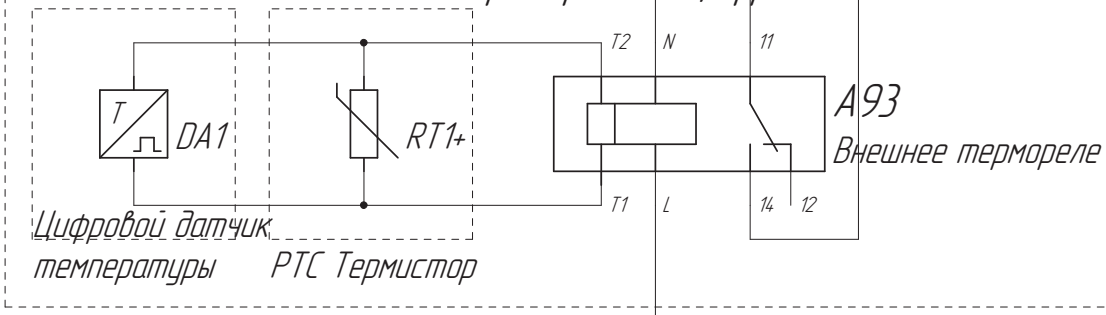 T2 N 11
T
DA1
RT1+
A93
Внешнее термореле
T1 L 14 12
Цифровой датчик
температуры
PTC Термистор